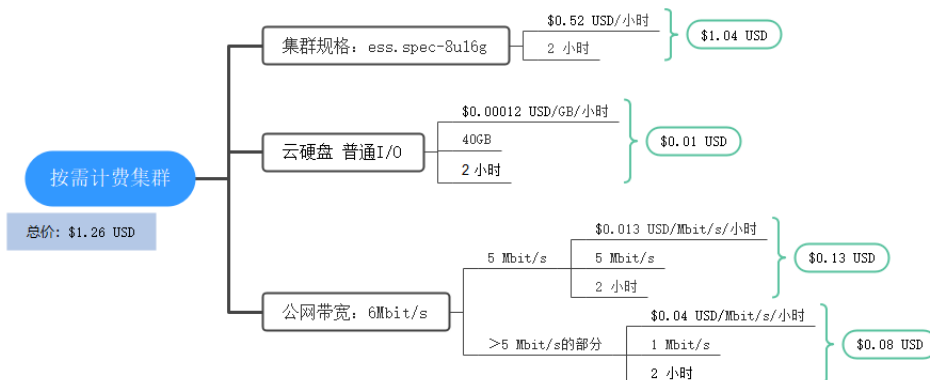 按需计费集群
总价: $1.26 USD
集群规格：ess.spec-8u16g
$0.52 USD/小时
2 小时
$1.04 USD
云硬盘 普通I/O
$0.00012 USD/GB/小时
40GB
2 小时
$0.01 USD
公网带宽：6Mbit/s
5 Mbit/s
$0.013 USD/Mbit/s/小时
5 Mbit/s
2 小时
$0.13 USD
＞5 Mbit/s的部分
$0.04 USD/Mbit/s/小时
1 Mbit/s
2 小时
$0.08 USD